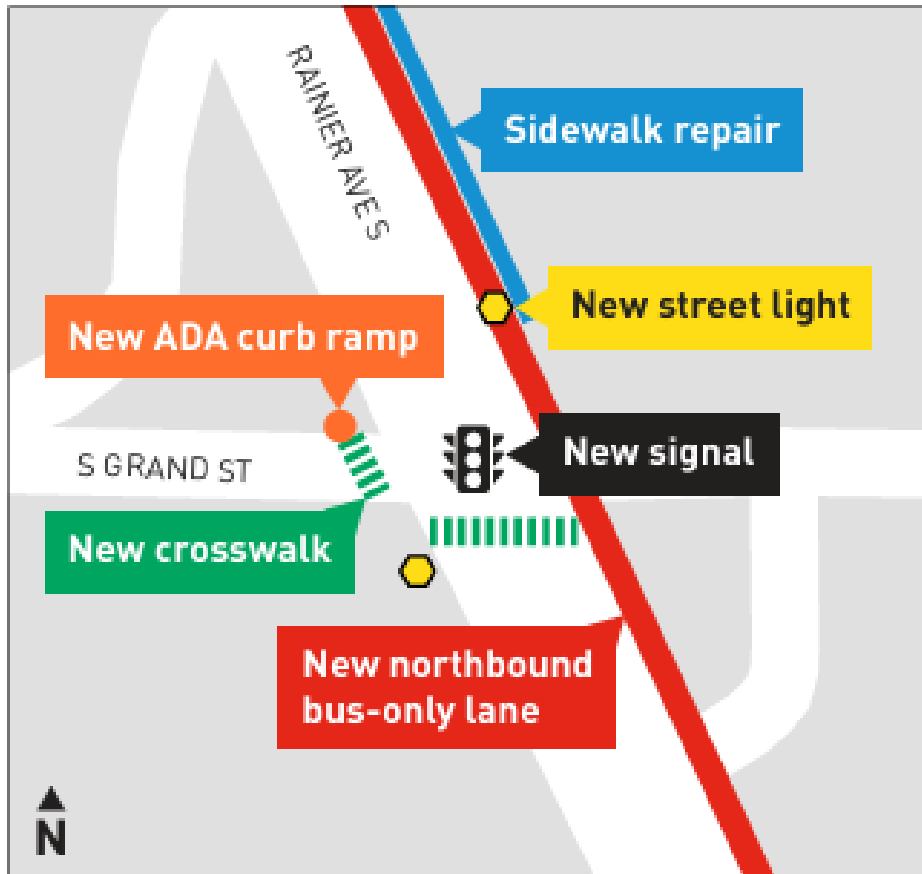 RAINIER AVE S
Sidewalk repair
New street light
New ADA curb ramp
New signal
S GRAND ST
New crosswalk
New northbound
bus-only lane
N